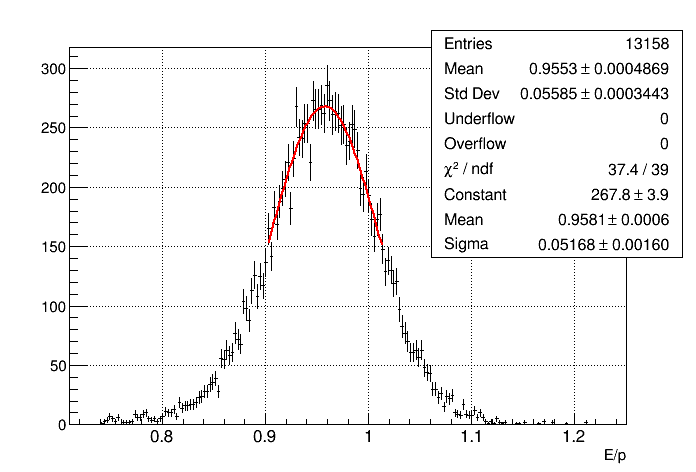 Entries 13158
Mean 0.9553 ± 0.0004869
Std Dev 0.05585 ± 0.0003443
Underflow 0
Overflow 0
χ² / ndf 37.4 / 39
Constant 267.8 ± 3.9
Mean 0.9581 ± 0.0006
Sigma 0.05168 ± 0.00160
300
250
200
150
100
50
0
0.8 0.9 1 1.1 1.2
E/p